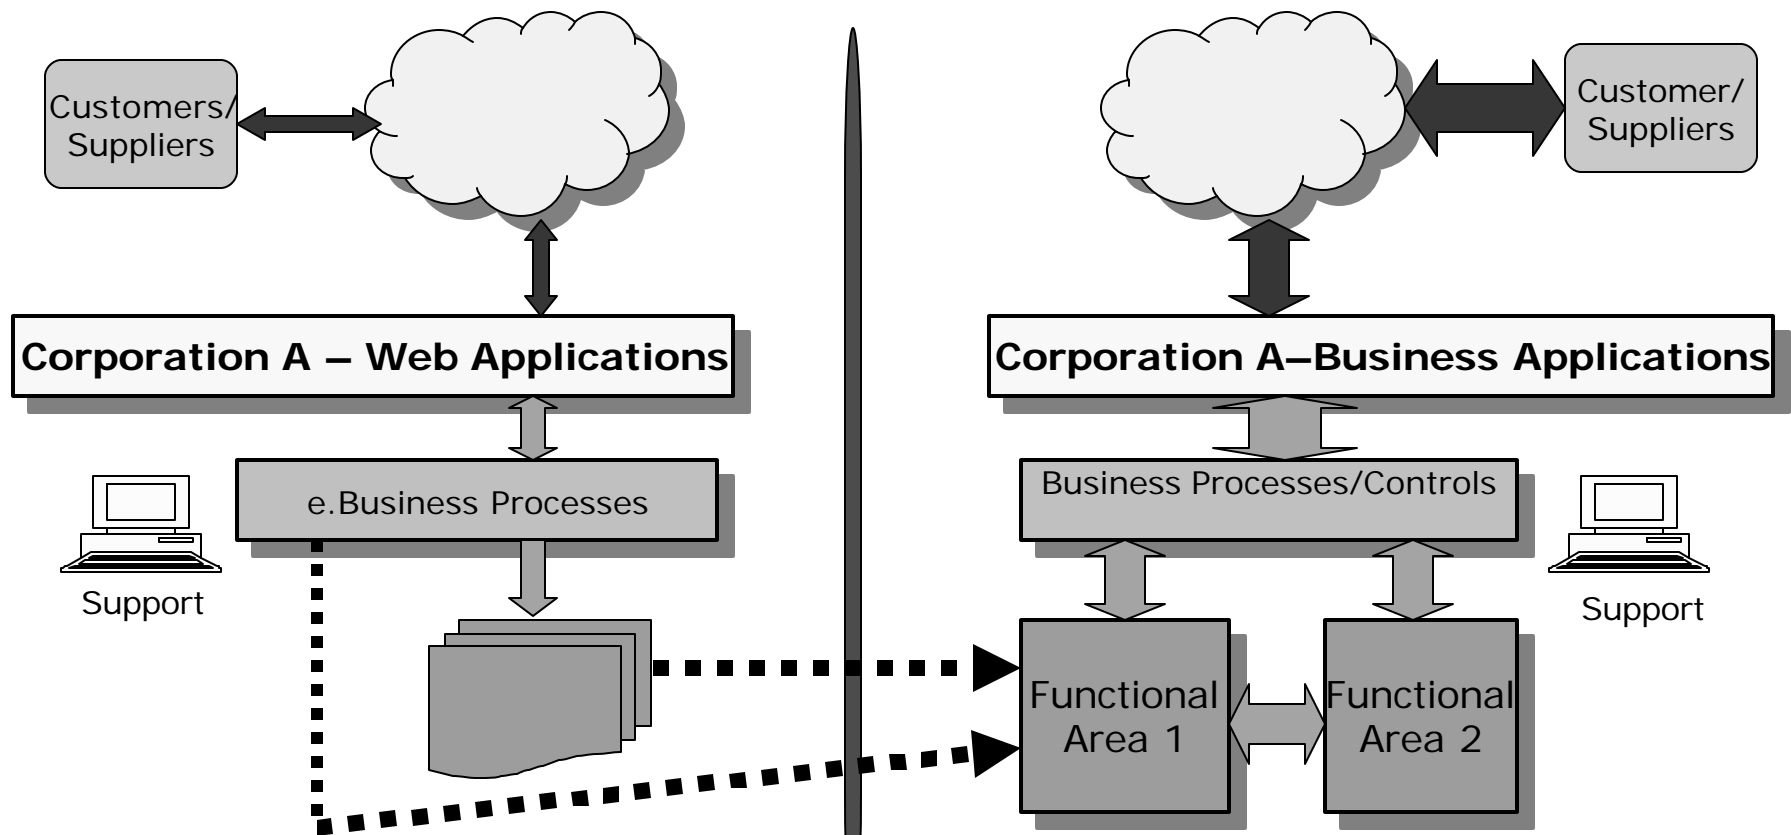 Customers/
Suppliers
Corporation A – Web Applications
e.Business Processes
Support
Customer/
Suppliers
Corporation A–Business Applications
Business Processes/Controls
Support
Functional
Area 1
Functional
Area 2